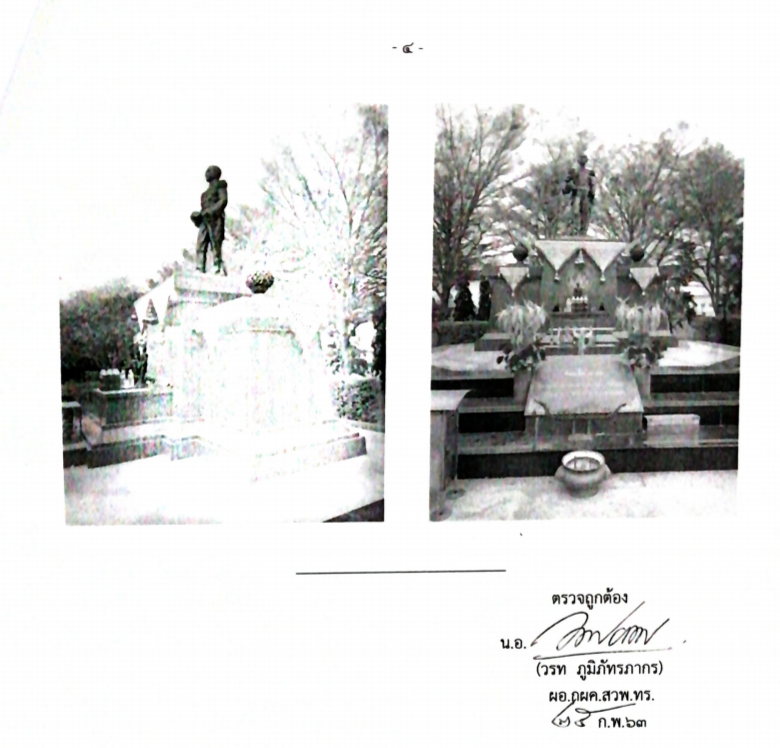 - ๔ -
ตรวจถูกต้อง
น.อ.
(วรท ภูมิภัทรภากร)
ผอ.กผค.สวพ.ทร.
๒๕ ก.พ.๖๓